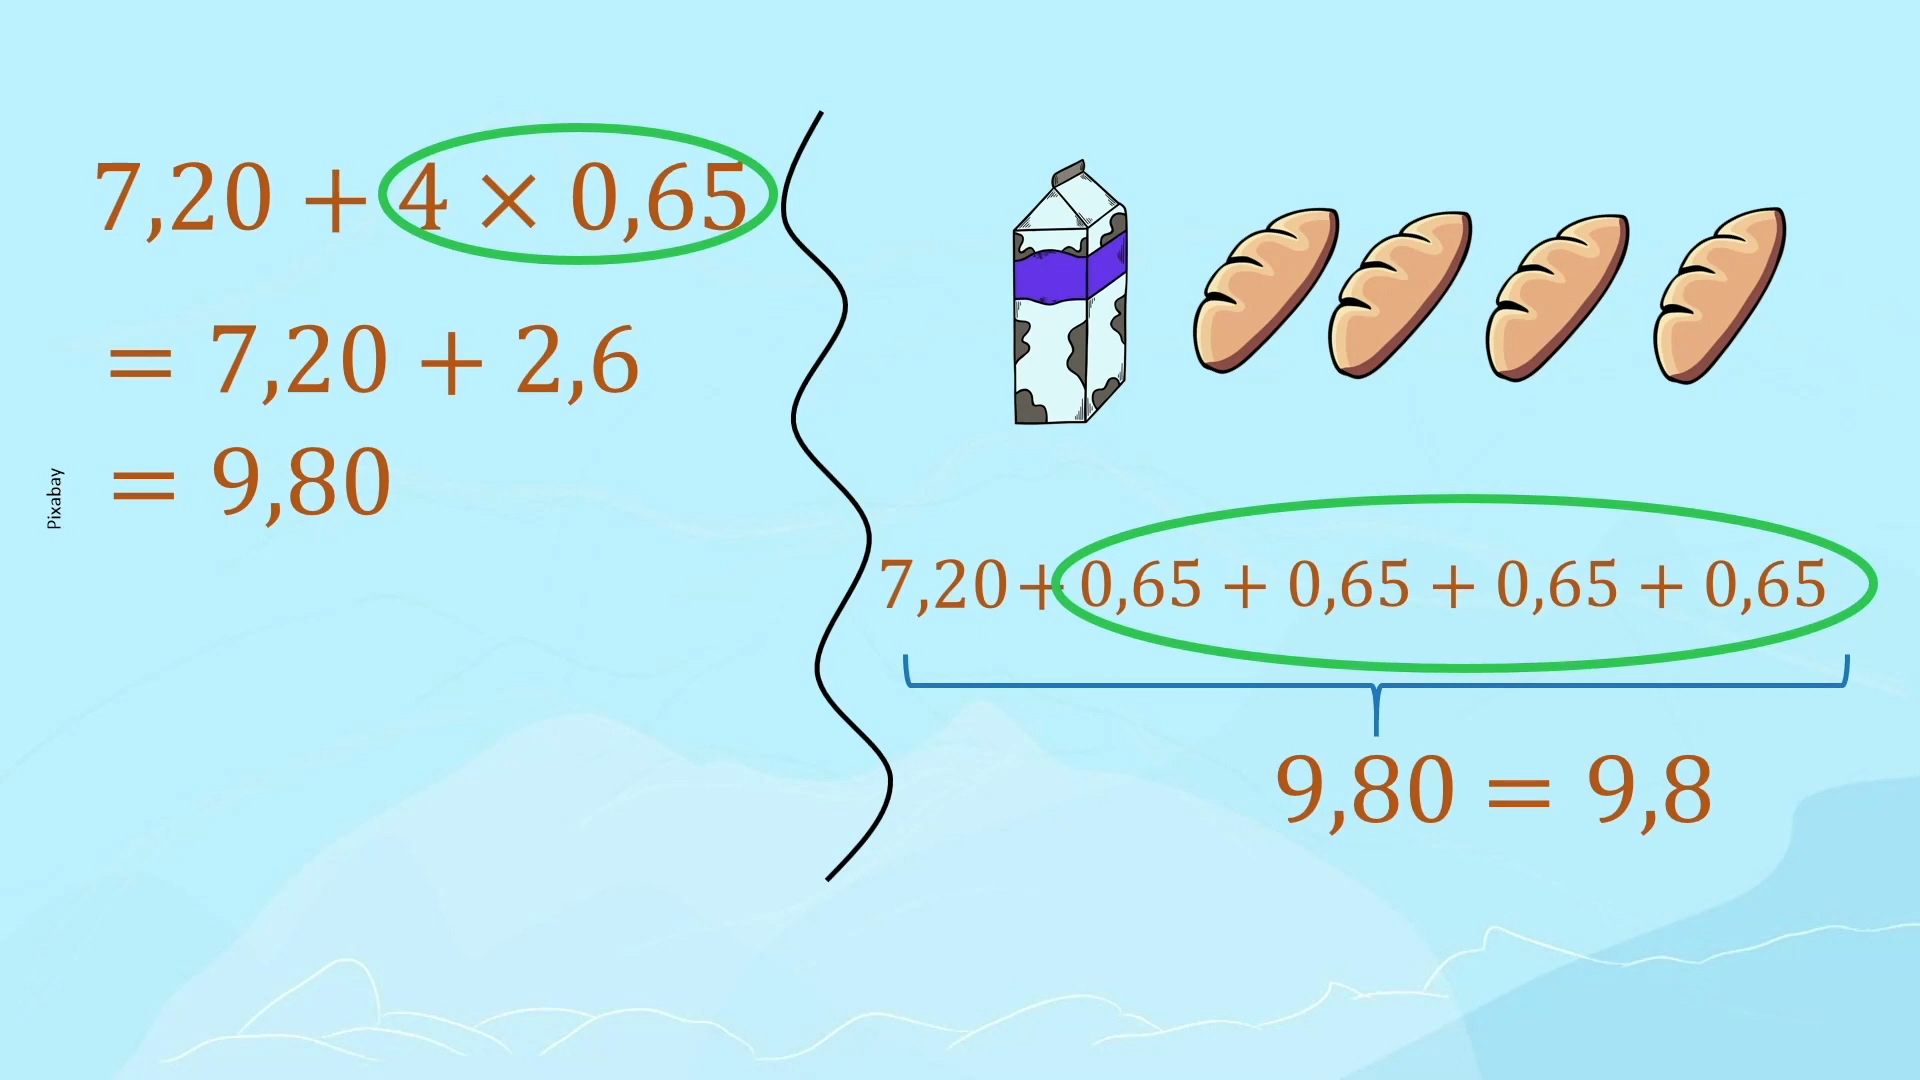 7,20 + 4 × 0,65
= 7,20 + 2,6
= 9,80
Pixabay
7,20 + 0,65 + 0,65 + 0,65 + 0,65
9,80 = 9,8